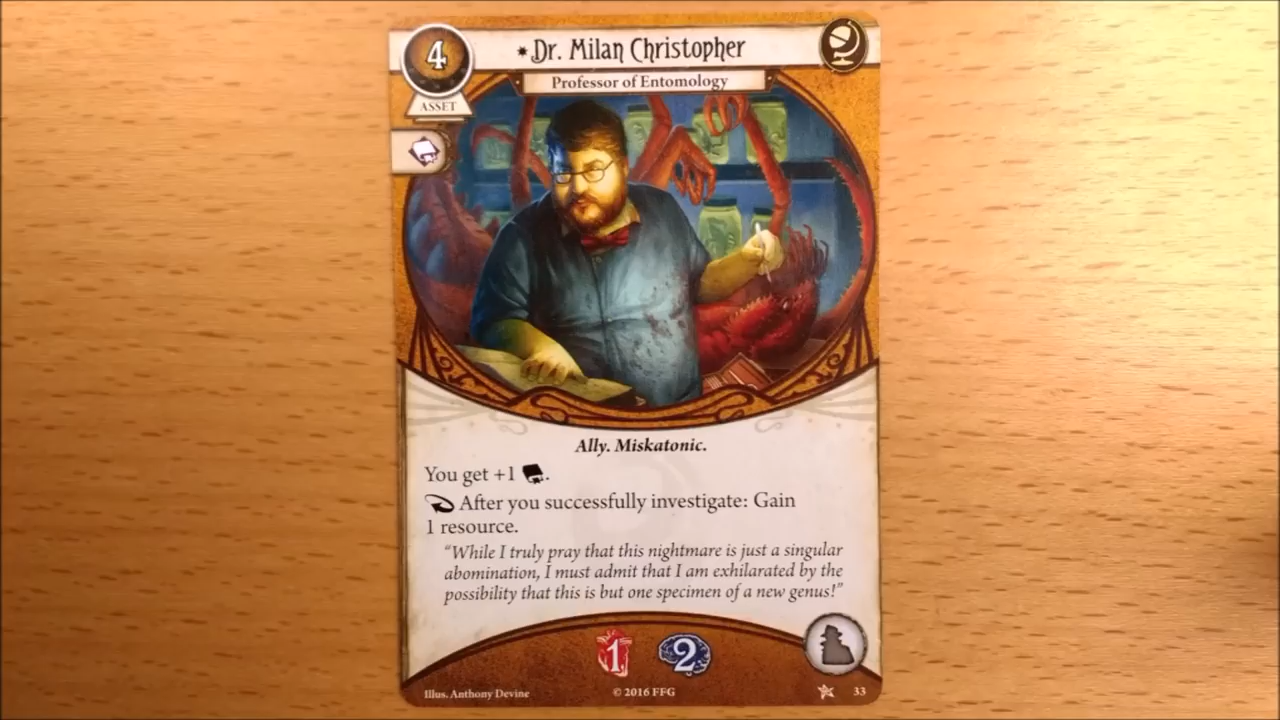 4
Dr. Milan Christopher
Professor of Entomology
ASSET
Ally. Miskatonic.
You get +1 .
After you successfully investigate: Gain
1 resource.
“While I truly pray that this nightmare is just a singular
abomination, I must admit that I am exhilarated by the
possibility that this is but one specimen of a new genus!”
1 2
Illus. Anthony Devine © 2016 FFG 33